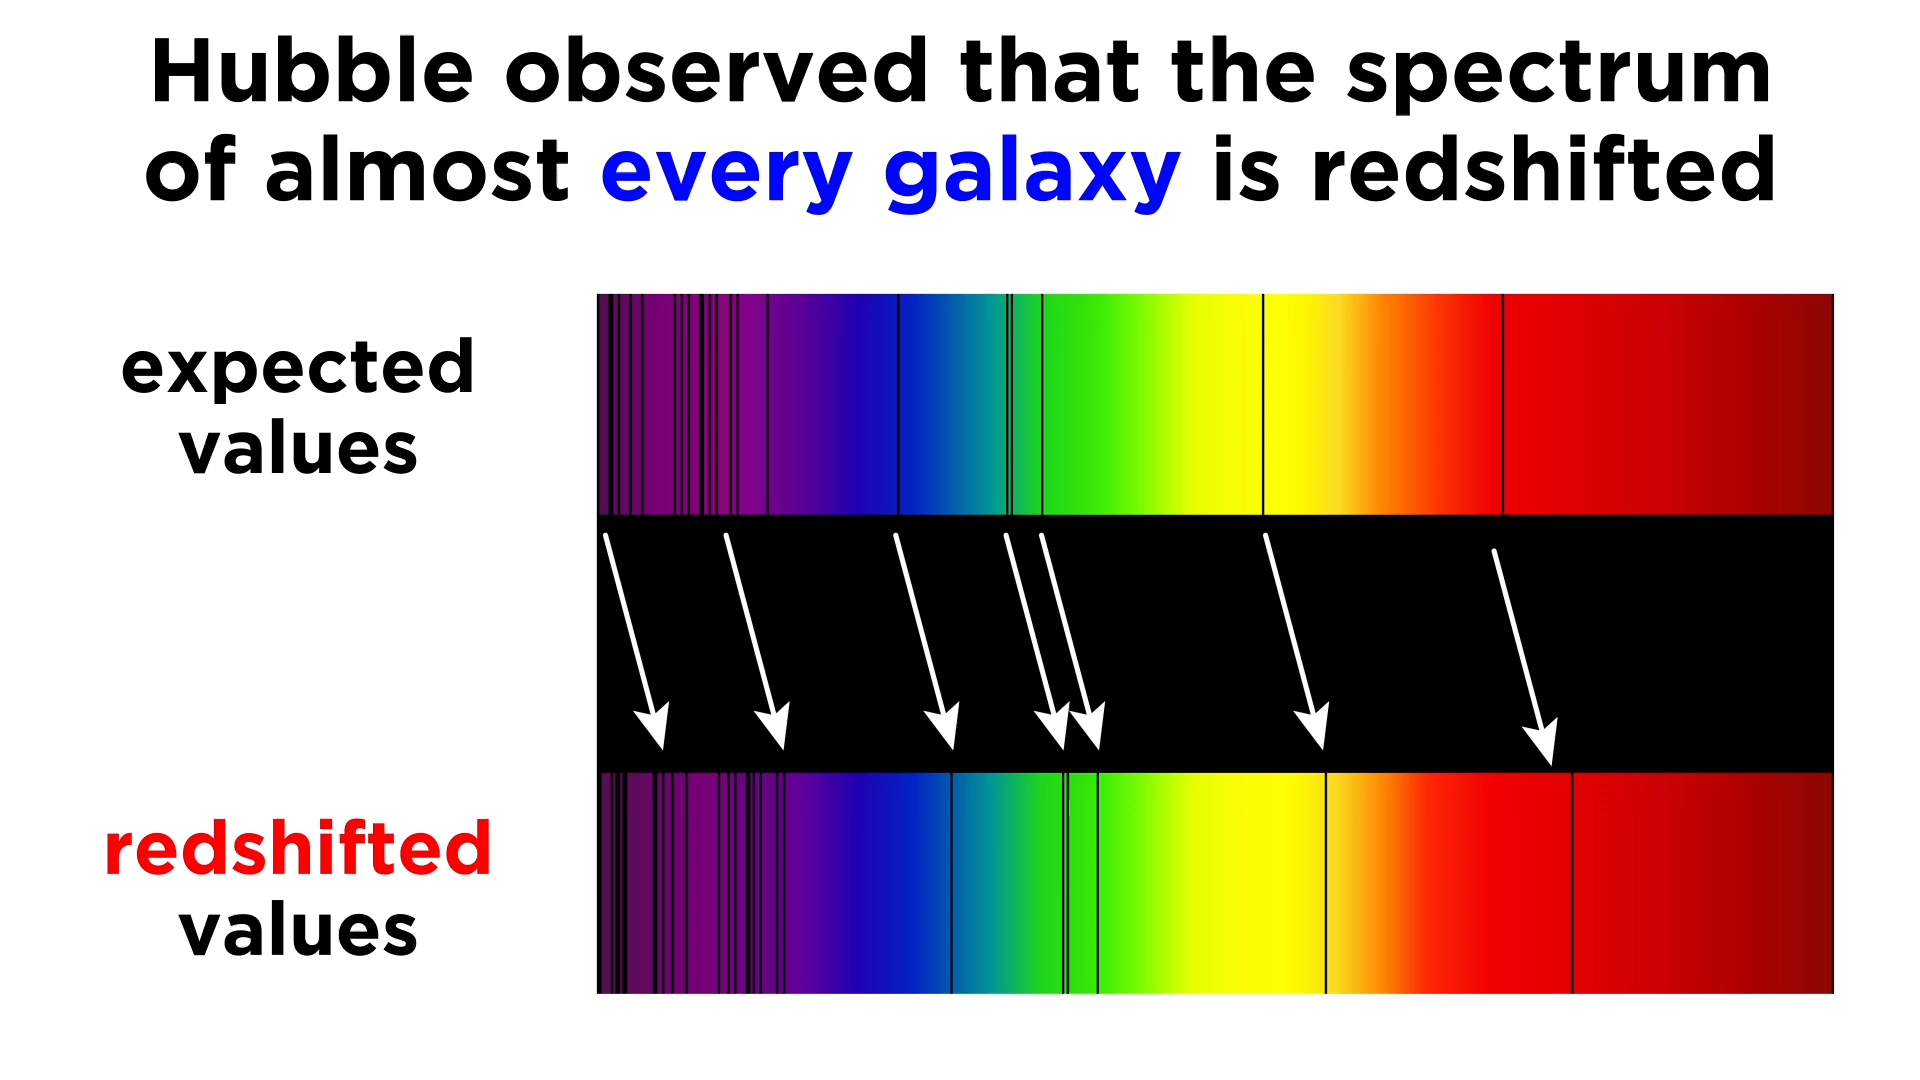 Hubble observed that the spectrum
of almost every galaxy is redshifted
expected
values
redshifted
values